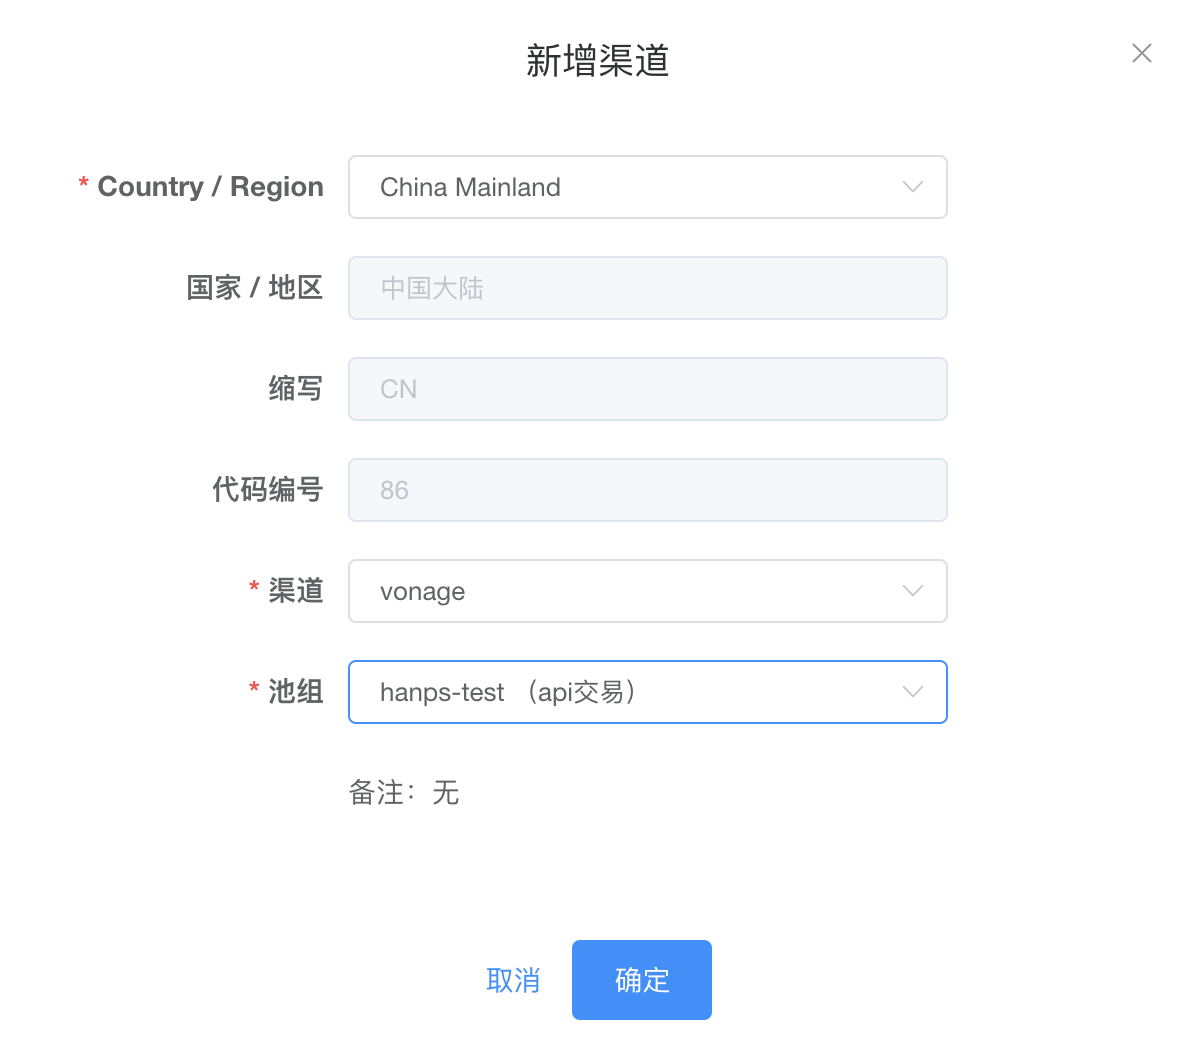 新增渠道
* Country / Region China Mainland
国家 / 地区 中国大陆
缩写 CN
代码编号 86
* 渠道 vonage
* 池组 hanps-test （api交易）
备注：无
取消 确定